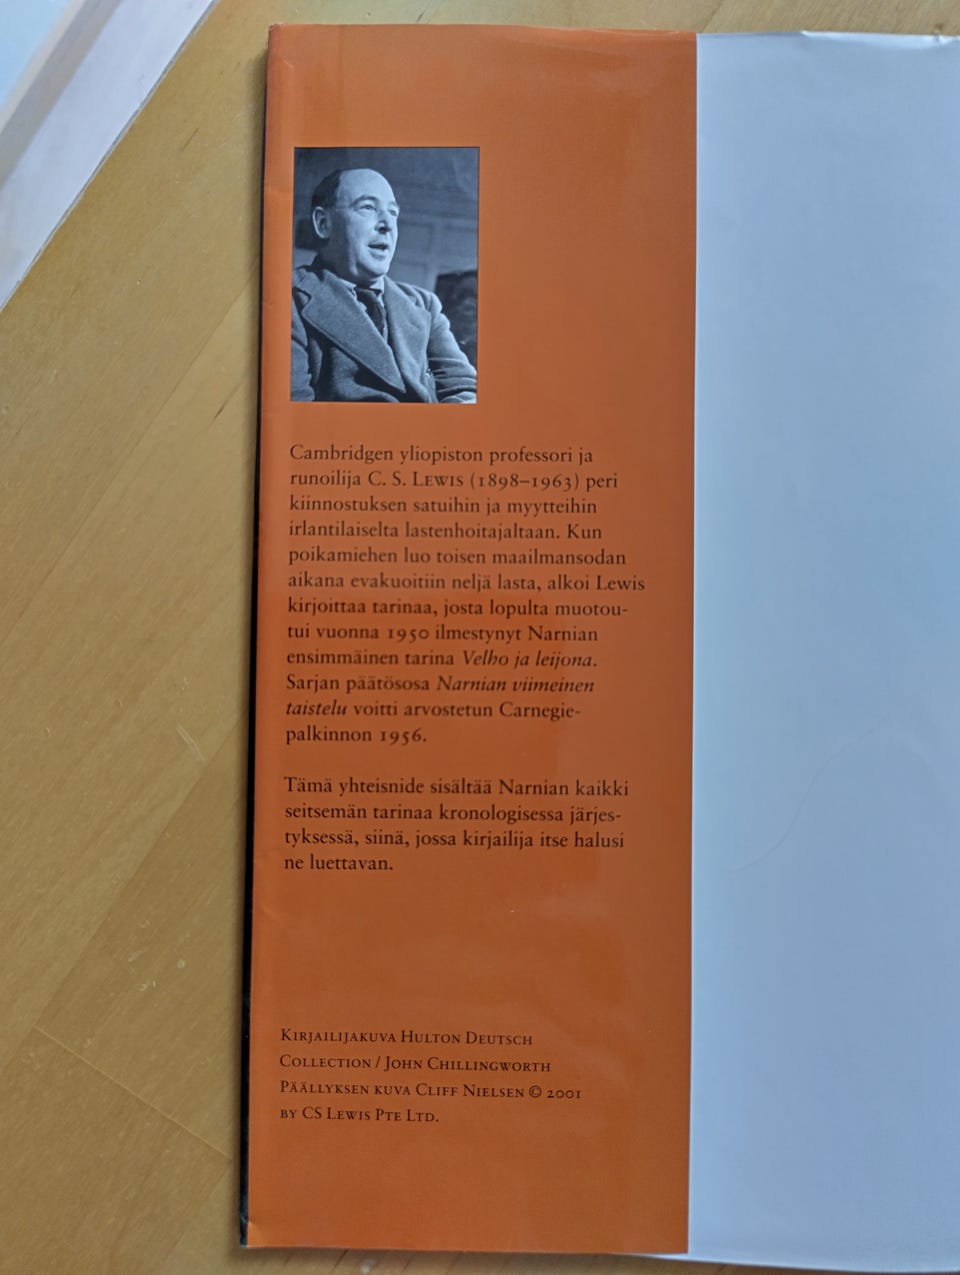 Cambridgen yliopiston professori ja
runoilija C. S. Lewis (1898–1963) peri
kiinnostuksen satuihin ja myytteihin
irlantilaiselta lastenhoitajaltaan. Kun
poikamiehen luo toisen maailmansodan
aikana evakuoitiin neljä lasta, alkoi Lewis
kirjoittaa tarinaa, josta lopulta muotou-
tui vuonna 1950 ilmestynyt Narnian
ensimmäinen tarina Velho ja leijona.
Sarjan päätösosa Narnian viimeinen
taistelu voitti arvostetun Carnegie-
palkinnon 1956.
Tämä yhteisnide sisältää Narnian kaikki
seitsemän tarinaa kronologisessa järjes-
tyksessä, siinä, jossa kirjailija itse halusi
ne luettavan.
Kirjailijakuva Hulton Deutsch
Collection / John Chillingworth
Päällyksen kuva Cliff Nielsen © 2001
by CS Lewis Pte Ltd.